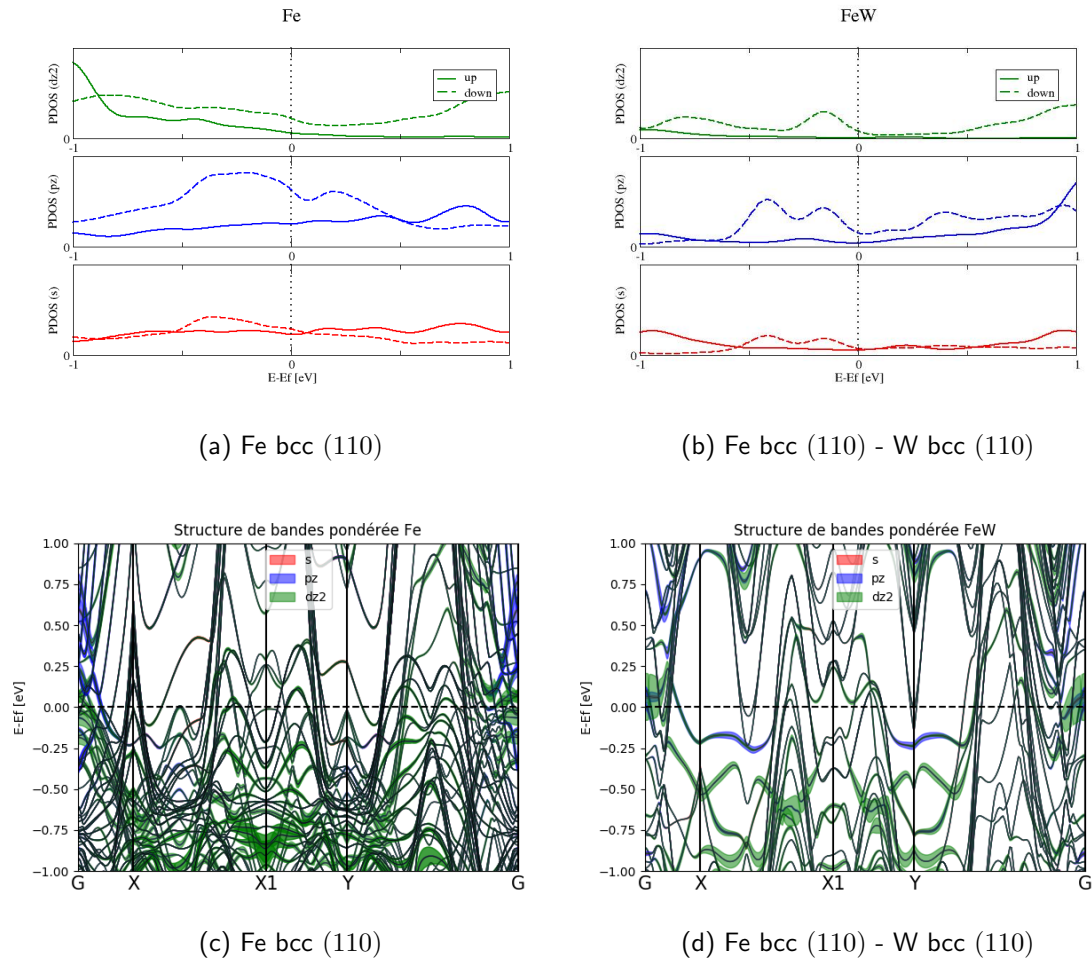 Fe
PDOS (dz2)
up
down
0
-1
0
1
PDOS (pz)
0
-1
0
1
PDOS (s)
0
-1
0
1
E-Ef [eV]
FeW
PDOS (dz2)
up
down
0
-1
0
1
PDOS (pz)
0
-1
0
1
PDOS (s)
0
-1
0
1
E-Ef [eV]
(a) Fe bcc (110)
(b) Fe bcc (110) - W bcc (110)
Structure de bandes pondérée Fe
s
pz
dz2
E-Ef [eV]
1.00
0.75
0.50
0.25
0.00
−0.25
−0.50
−0.75
−1.00
G X X1 Y G
Structure de bandes pondérée FeW
s
pz
dz2
E-Ef [eV]
1.00
0.75
0.50
0.25
0.00
−0.25
−0.50
−0.75
−1.00
G X X1 Y G
(c) Fe bcc (110)
(d) Fe bcc (110) - W bcc (110)